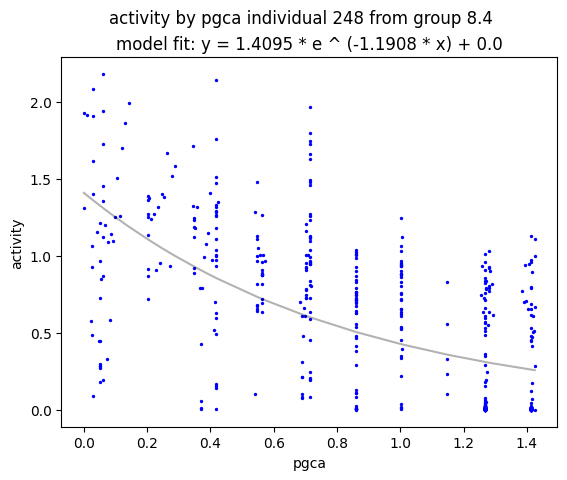 activity by pgca individual 248 from group 8.4
model fit: y = 1.4095 * e ^ (-1.1908 * x) + 0.0
2.0
1.5
1.0
0.5
0.0
activity
0.0 0.2 0.4 0.6 0.8 1.0 1.2 1.4
pgca